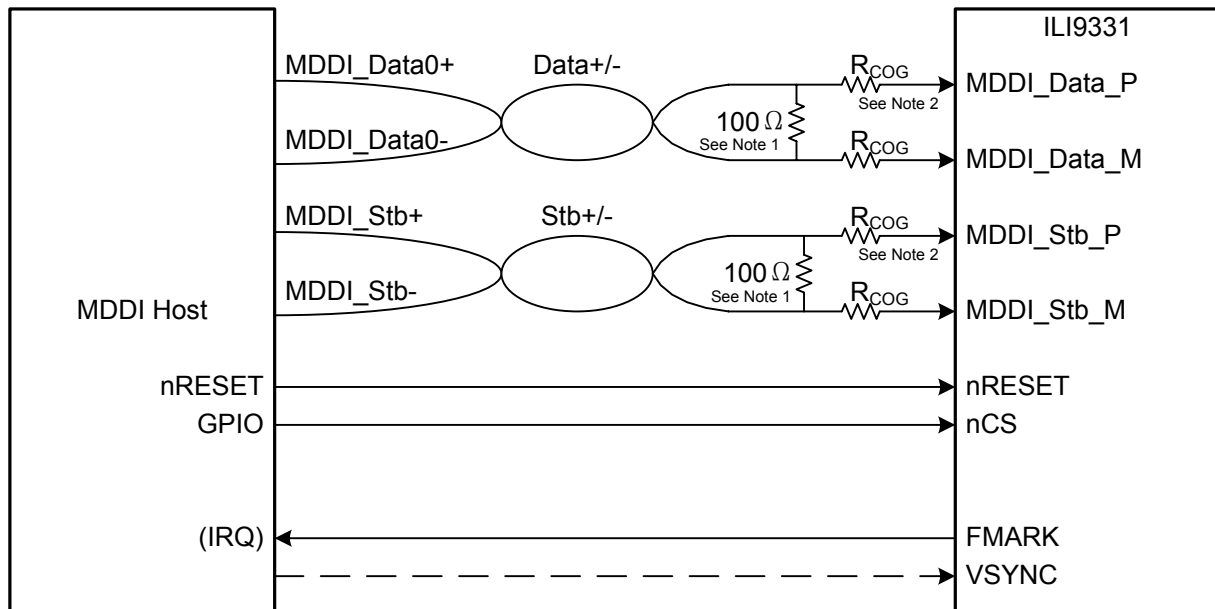 ILI9331
MDDI_Data0+
Data+/-
R_COG
MDDI_Data_P
See Note 2
100 Ω
See Note 1
MDDI_Data0-
R_COG
MDDI_Data_M
MDDI_Stb+
Stb+/-
R_COG
MDDI_Stb_P
See Note 2
100 Ω
See Note 1
MDDI_Stb-
R_COG
MDDI_Stb_M
MDDI Host
nRESET
nRESET
GPIO
nCS
(IRQ)
FMARK
VSYNC